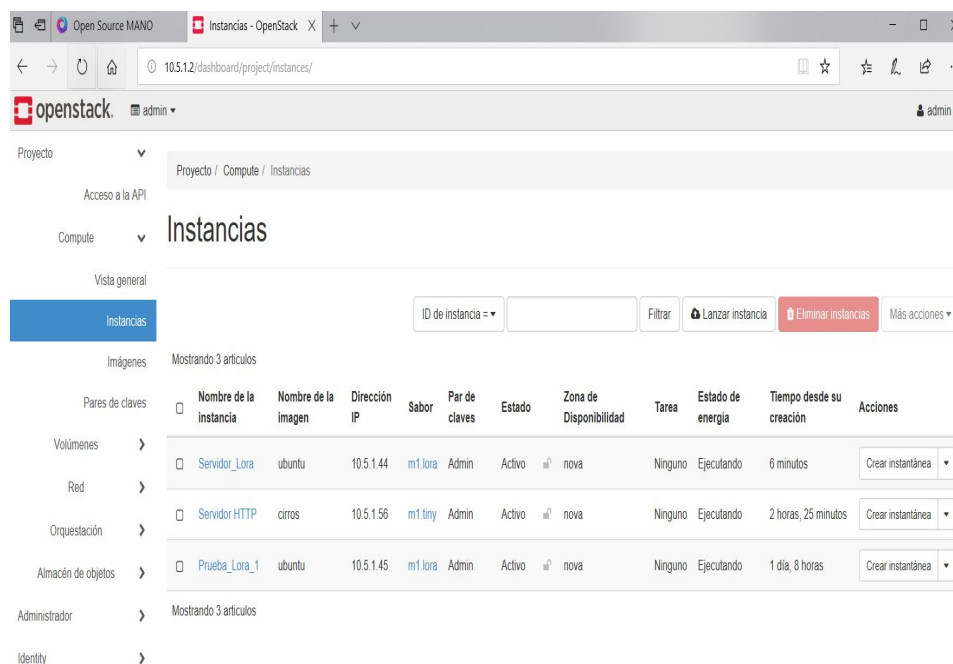 Open Source MANO
Instancias - OpenStack
10.5.1.2/dashboard/project/instances/
openstack. admin
admin
Proyecto
Acceso a la API
Compute
Vista general
Instancias
Imágenes
Pares de claves
Volúmenes
Red
Orquestación
Almacén de objetos
Administrador
Identity
Proyecto / Compute / Instancias
Instancias
ID de instancia = Filtrar Lanzar instancia Eliminar instancias Más acciones
Mostrando 3 articulos
Nombre de la instancia Nombre de la imagen Dirección IP Sabor Par de claves Estado Zona de Disponibilidad Tarea Estado de energía Tiempo desde su creación Acciones
Servidor_Lora ubuntu 10.5.1.44 m1.lora Admin Activo nova Ninguno Ejecutando 6 minutos Crear instantánea
Servidor HTTP cirros 10.5.1.56 m1.tiny Admin Activo nova Ninguno Ejecutando 2 horas, 25 minutos Crear instantánea
Prueba_Lora_1 ubuntu 10.5.1.45 m1.lora Admin Activo nova Ninguno Ejecutando 1 día, 8 horas Crear instantánea
Mostrando 3 articulos